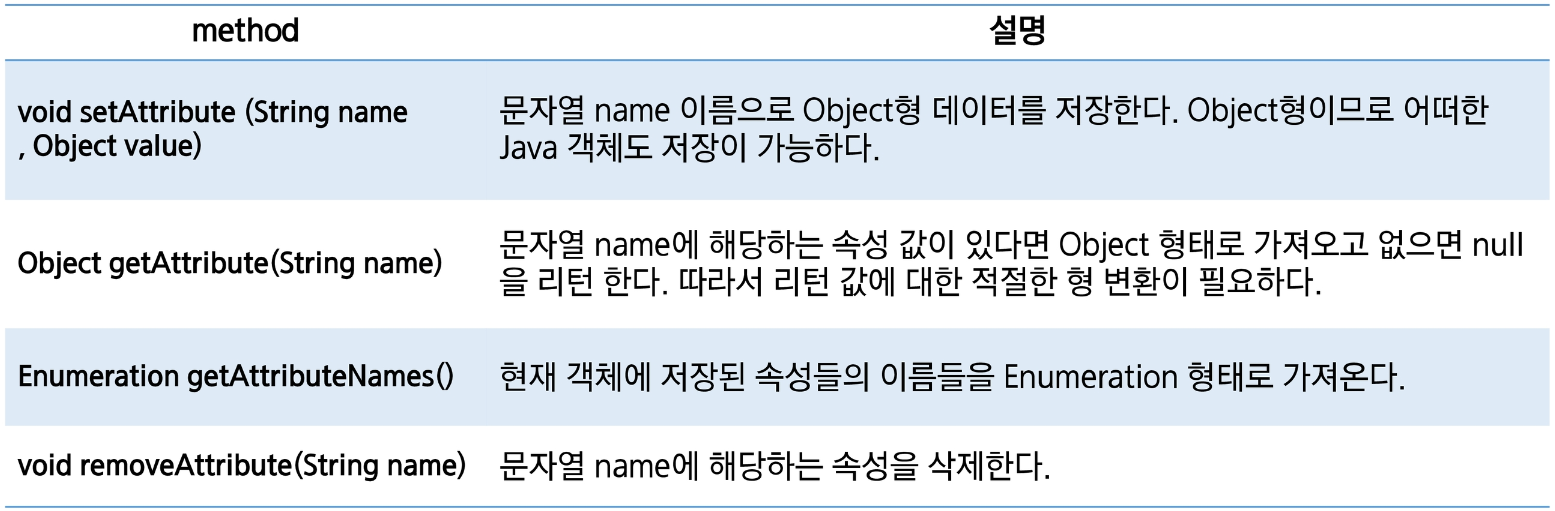 method 설명
void setAttribute (String name
, Object value)
문자열 name 이름으로 Object형 데이터를 저장한다. Object형이므로 어떠한
Java 객체도 저장이 가능하다.
Object getAttribute(String name)
문자열 name에 해당하는 속성 값이 있다면 Object 형태로 가져오고 없으면 null
을 리턴 한다. 따라서 리턴 값에 대한 적절한 형 변환이 필요하다.
Enumeration getAttributeNames()
현재 객체에 저장된 속성들의 이름들을 Enumeration 형태로 가져온다.
void removeAttribute(String name)
문자열 name에 해당하는 속성을 삭제한다.